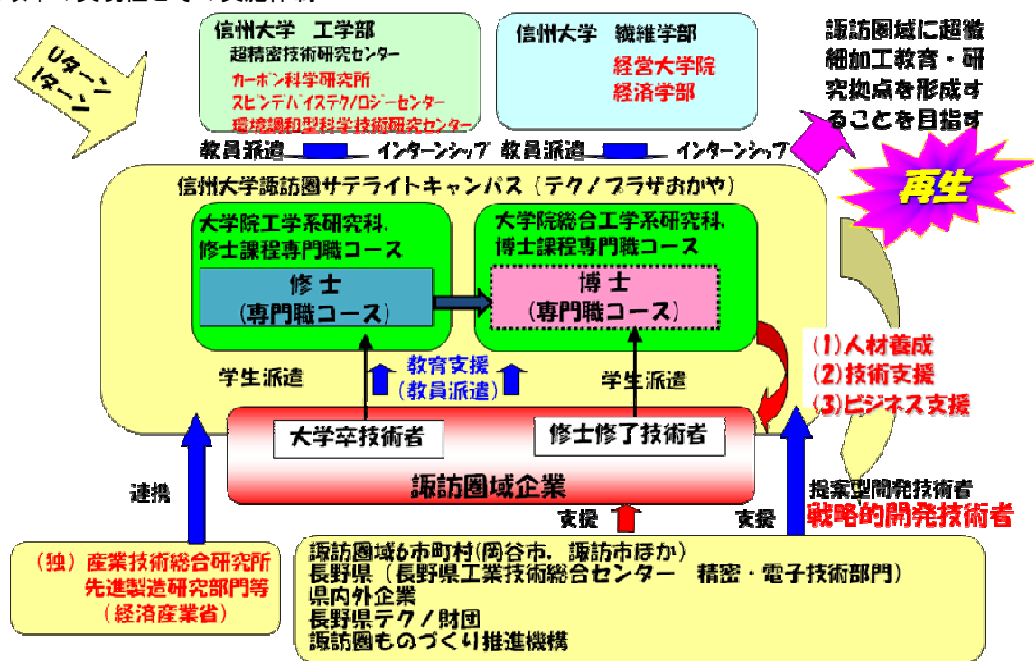 Uターン
Iターン
信州大学 工学部
超精密技術研究センター
カーボン科学研究所
スピンデバイステクノロジーセンター
環境調和型科学技術研究センター
信州大学 繊維学部
経営大学院
経済学部
諏訪圏域に超微
細加工教育・研
究拠点を形成す
ることを目指す
再生
教員派遣 インターンシップ
教員派遣 インターンシップ
信州大学諏訪圏サテライトキャンパス（テクノプラザおかや）
大学院工学系研究科、
修士課程専門職コース
修士
(専門職コース)
大学院総合工学系研究科、
博士課程専門職コース
博士
(専門職コース)
学生派遣
教育支援
(教員派遣)
学生派遣
(1)人材養成
(2)技術支援
(3)ビジネス支援
大学卒技術者
修士修了技術者
諏訪圏域企業
連携
支援
支援
提案型開発技術者
戦略的開発技術者
（独）産業技術総合研究所
先進製造研究部門等
（経済産業省）
諏訪圏域6市町村(岡谷市、諏訪市ほか)
長野県（長野県工業技術総合センター 精密・電子技術部門）
県内外企業
長野県テクノ財団
諏訪圏ものづくり推進機構